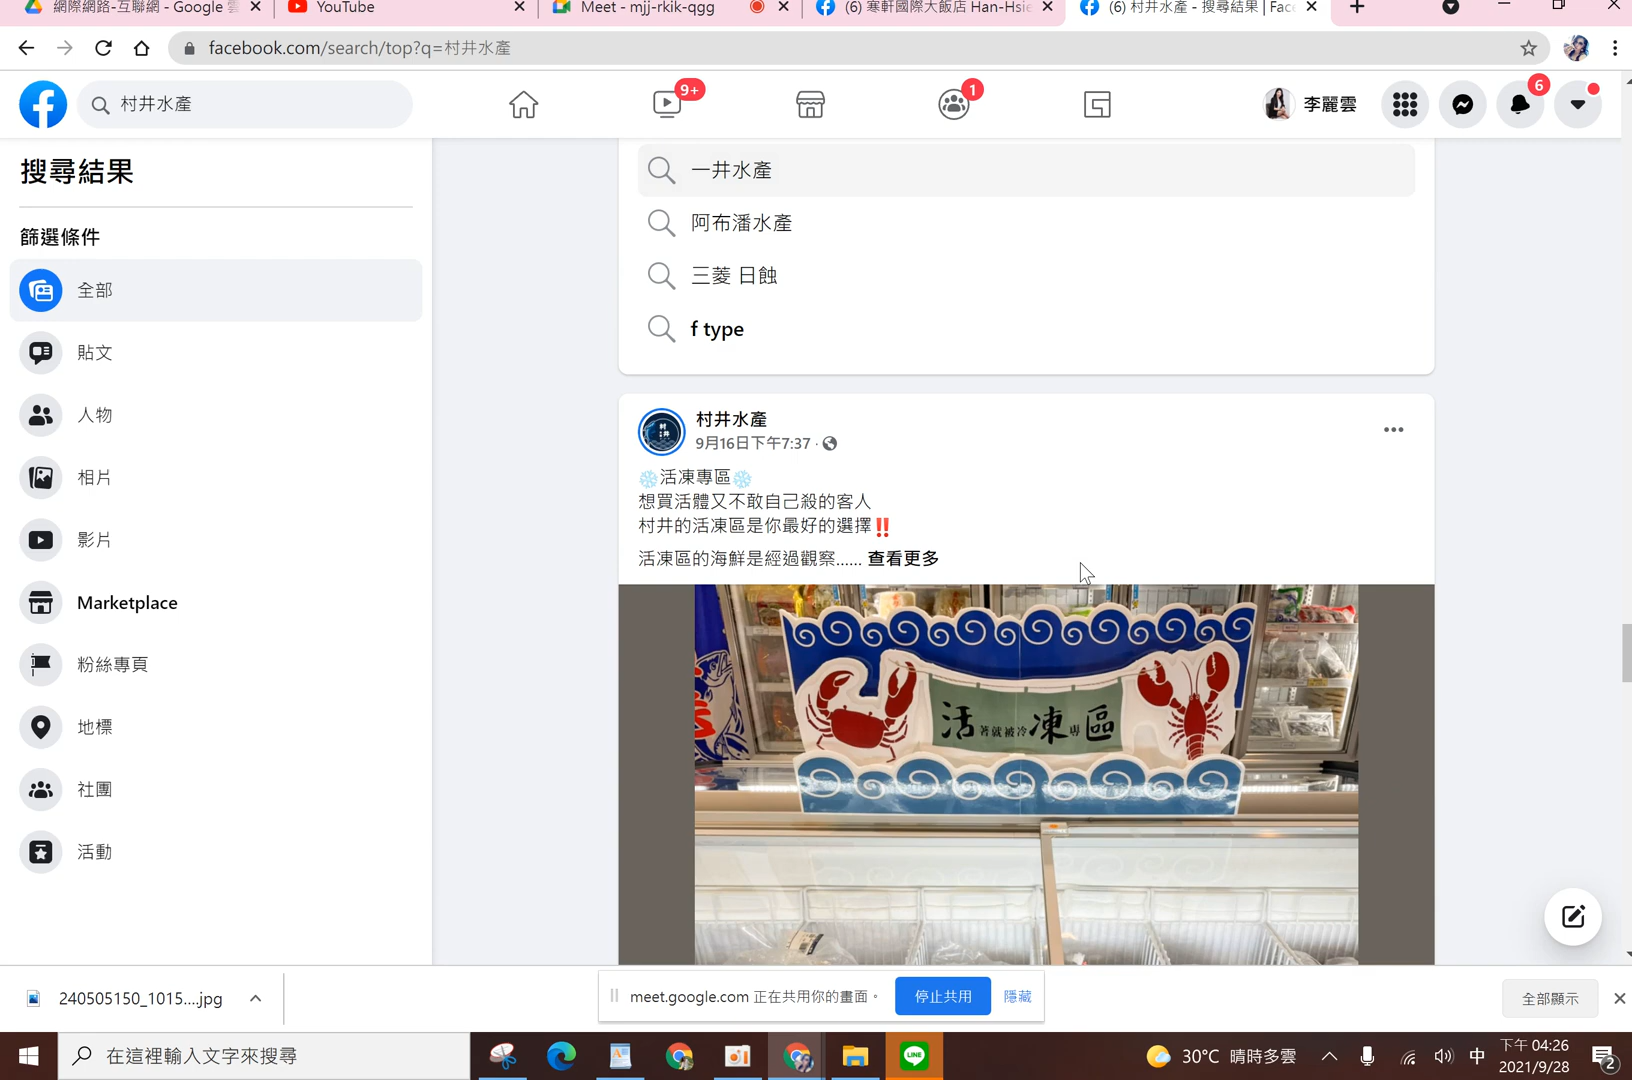 網際網路-互聯網 - Google 雲
YouTube
Meet - mjj-rkik-qgg
(6) 寒軒國際大飯店 Han-Hsie
(6) 村井水產 - 搜尋結果 | Face
facebook.com/search/top?q=村井水產
村井水產
9+
1
李麗雲
6
搜尋結果
篩選條件
全部
貼文
人物
相片
影片
Marketplace
粉絲專頁
地標
社團
活動
一井水產
阿布潘水產
三菱 日蝕
f type
村井水產
9月16日下午7:37
❄️活凍專區❄️
想買活體又不敢自己殺的客人
村井的活凍區是你最好的選擇‼️
活凍區的海鮮是經過觀察...... 查看更多
活著就被冷凍專區
240505150_1015....jpg
meet.google.com 正在共用你的畫面。
停止共用
隱藏
全部顯示
在這裡輸入文字來搜尋
LINE
30°C 晴時多雲
中
下午 04:26
2021/9/28
2